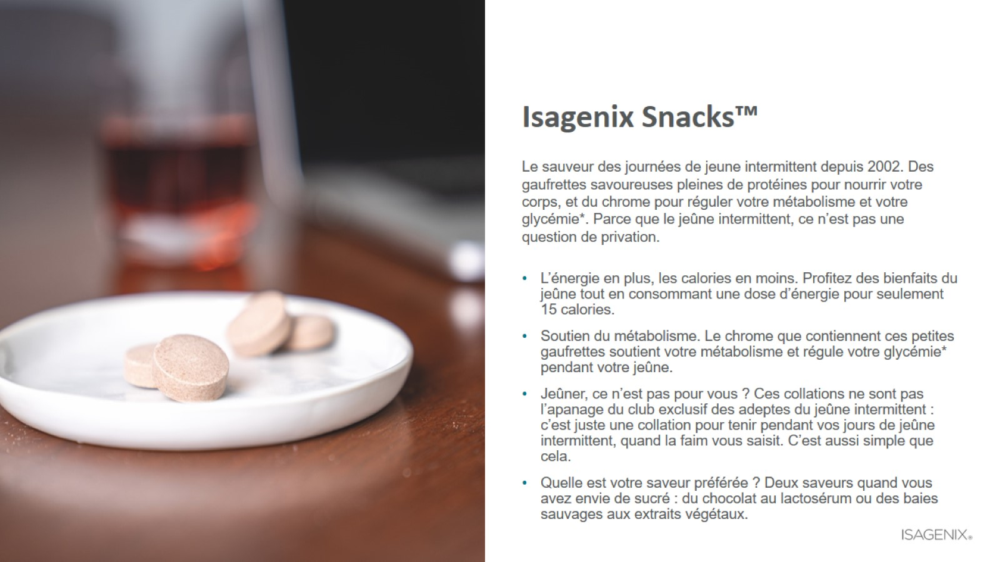 Isagenix Snacks™
Le sauveur des journées de jeune intermittent depuis 2002. Des
gaufrettes savoureuses pleines de protéines pour nourrir votre
corps, et du chrome pour réguler votre métabolisme et votre
glycémie*. Parce que le jeûne intermittent, ce n’est pas une
question de privation.
• L’énergie en plus, les calories en moins. Profitez des bienfaits du
jeûne tout en consommant une dose d’énergie pour seulement
15 calories.
• Soutien du métabolisme. Le chrome que contiennent ces petites
gaufrettes soutient votre métabolisme et régule votre glycémie*
pendant votre jeûne.
• Jeûner, ce n’est pas pour vous ? Ces collations ne sont pas
l’apanage du club exclusif des adeptes du jeûne intermittent :
c’est juste une collation pour tenir pendant vos jours de jeûne
intermittent, quand la faim vous saisit. C’est aussi simple que
cela.
• Quelle est votre saveur préférée ? Deux saveurs quand vous
avez envie de sucré : du chocolat au lactosérum ou des baies
sauvages aux extraits végétaux.
ISAGENIX®